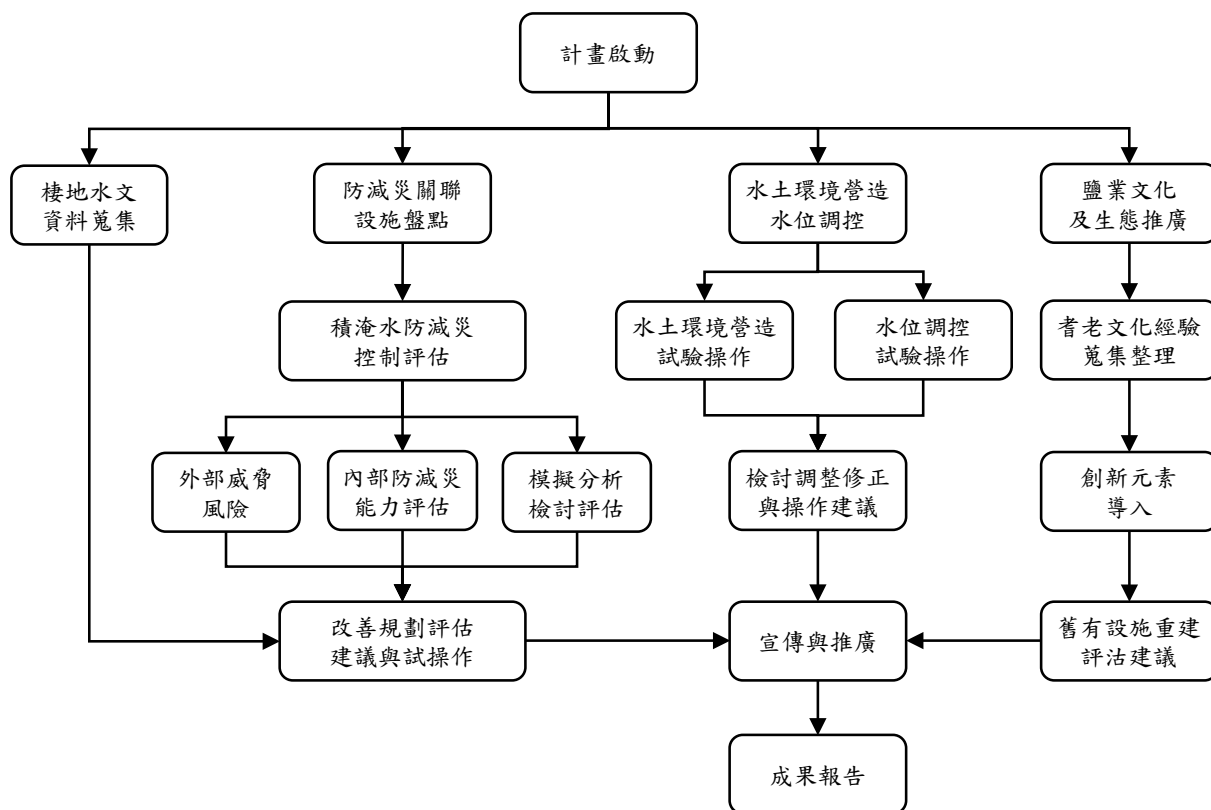 計畫啟動
棲地水文
資料蒐集
防減災關聯
設施盤點
水土環境營造
水位調控
鹽業文化
及生態推廣
積淹水防減災
控制評估
水土環境營造
試驗操作
水位調控
試驗操作
耆老文化經驗
蒐集整理
外部威脅
風險
內部防減災
能力評估
模擬分析
檢討評估
檢討調整修正
與操作建議
創新元素
導入
改善規劃評估
建議與試操作
宣傳與推廣
舊有設施重建
評沽建議
成果報告